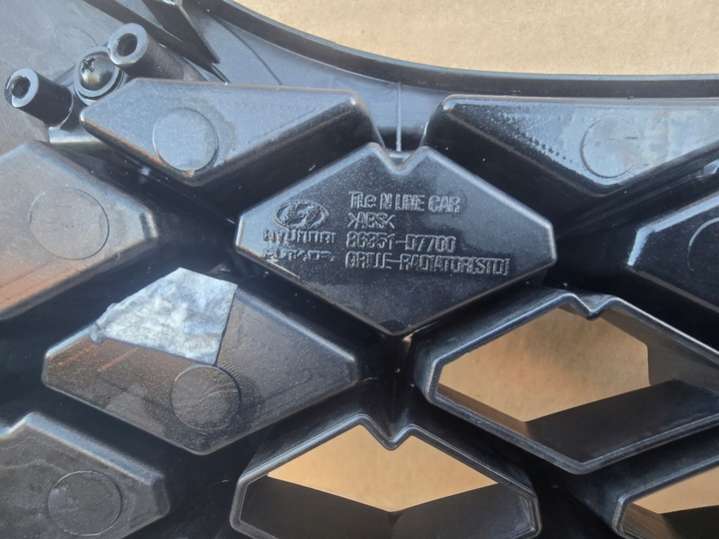 TLe N LINE CAR
>ABS<
HYUNDAI
86351-D7700
GRILLE-RADIATOR(STD)